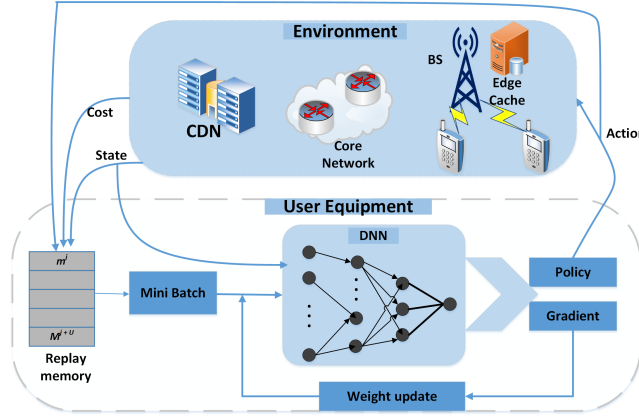 Environment
BS
Edge
Cache
CDN
Core
Network
Cost
State
Action
User Equipment
DNN
m^j
Mini Batch
Policy
Gradient
M^{j+U}
Replay
memory
Weight update